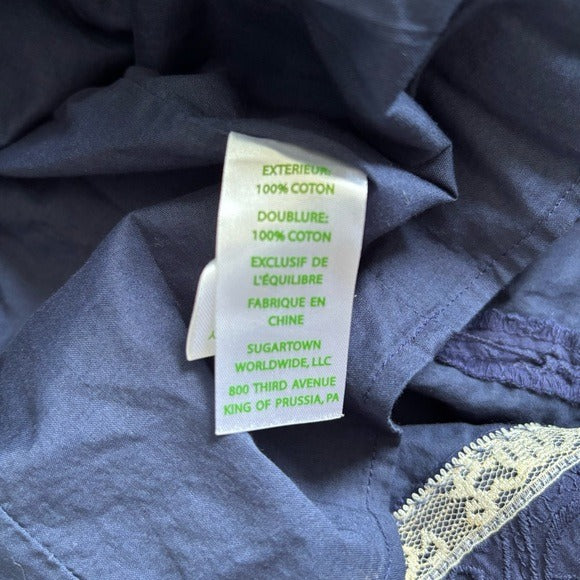 EXTERIEUR:
100% COTON
DOUBLURE:
100% COTON
EXCLUSIF DE
L'ÉQUILIBRE
FABRIQUE EN
CHINE
SUGARTOWN
WORLDWIDE, LLC
800 THIRD AVENUE
KING OF PRUSSIA, PA